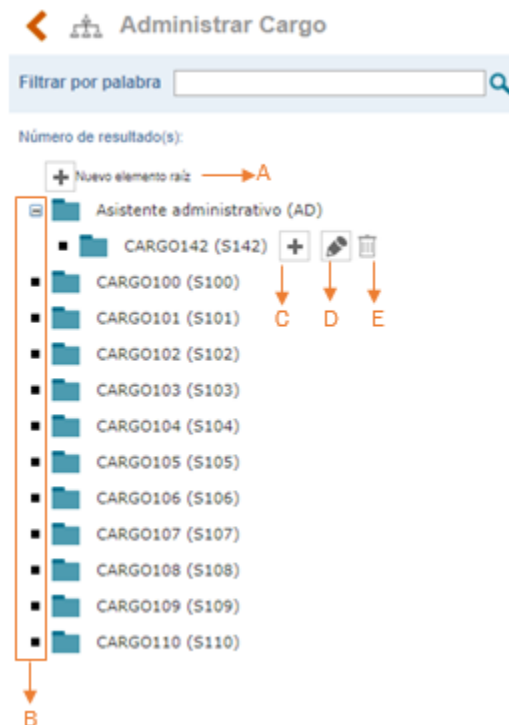 Administrar Cargo
Filtrar por palabra
Número de resultado(s):
Nuevo elemento raíz A
Asistente administrativo (AD)
CARGO142 (S142)
CARGO100 (S100) C D E
CARGO101 (S101)
CARGO102 (S102)
CARGO103 (S103)
CARGO104 (S104)
CARGO105 (S105)
CARGO106 (S106)
CARGO107 (S107)
CARGO108 (S108)
CARGO109 (S109)
CARGO110 (S110)
B